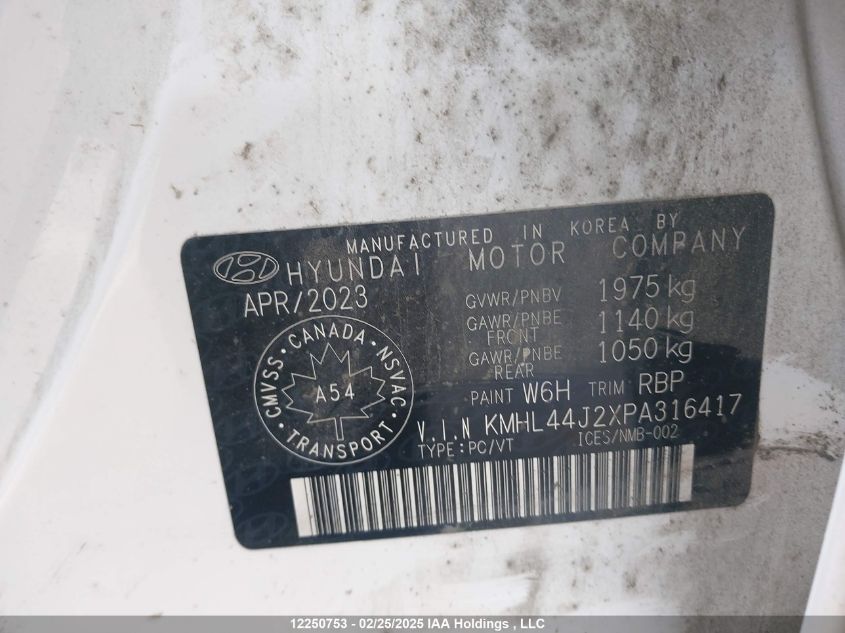 MANUFACTURED IN KOREA BY
HYUNDAI MOTOR COMPANY
APR/2023
GVWR/PNBV 1975 kg
GAWR/PNBE FRONT 1140 kg
GAWR/PNBE REAR 1050 kg
PAINT W6H TRIM RBP
V.I.N KMHL44J2XPA316417
TYPE:PC/VT ICES/NMB-002
CMVSS · CANADA · NSVAC · TRANSPORT ·
A54
12250753 - 02/25/2025 IAA Holdings, LLC